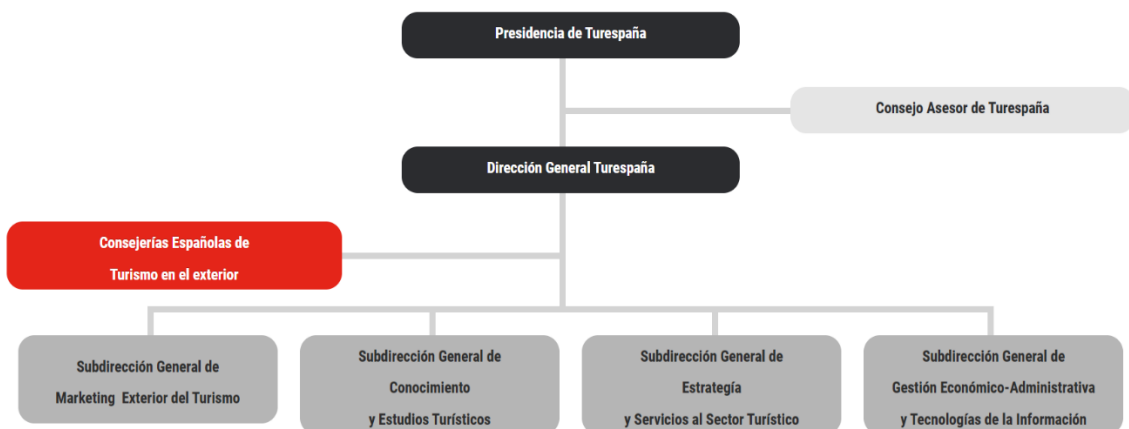 Presidencia de Turespaña
Consejo Asesor de Turespaña
Dirección General Turespaña
Consejerías Españolas de
Turismo en el exterior
Subdirección General de
Marketing Exterior del Turismo
Subdirección General de
Conocimiento
y Estudios Turísticos
Subdirección General de
Estrategía
y Servicios al Sector Turístico
Subdirección General de
Gestión Económico-Administrativa
y Tecnologías de la Información